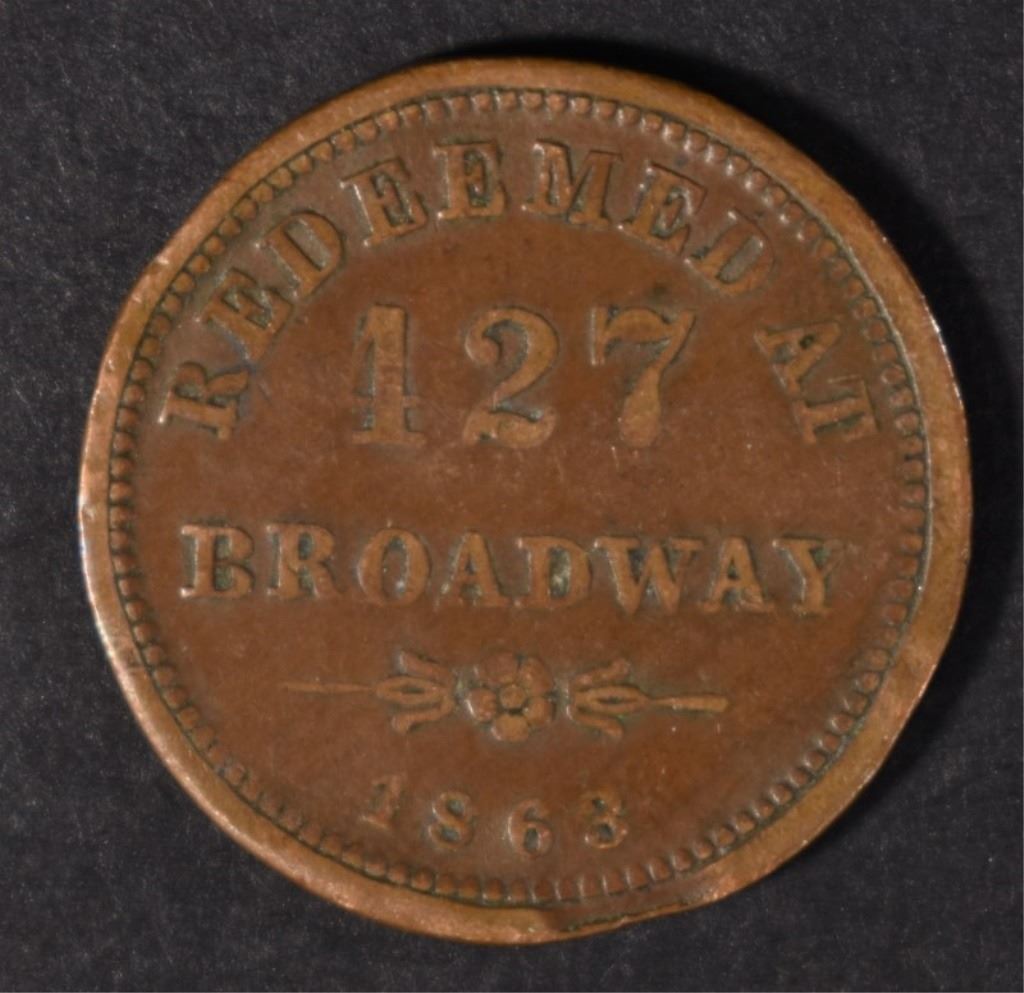 REDEEMED AT
127
BROADWAY
1863